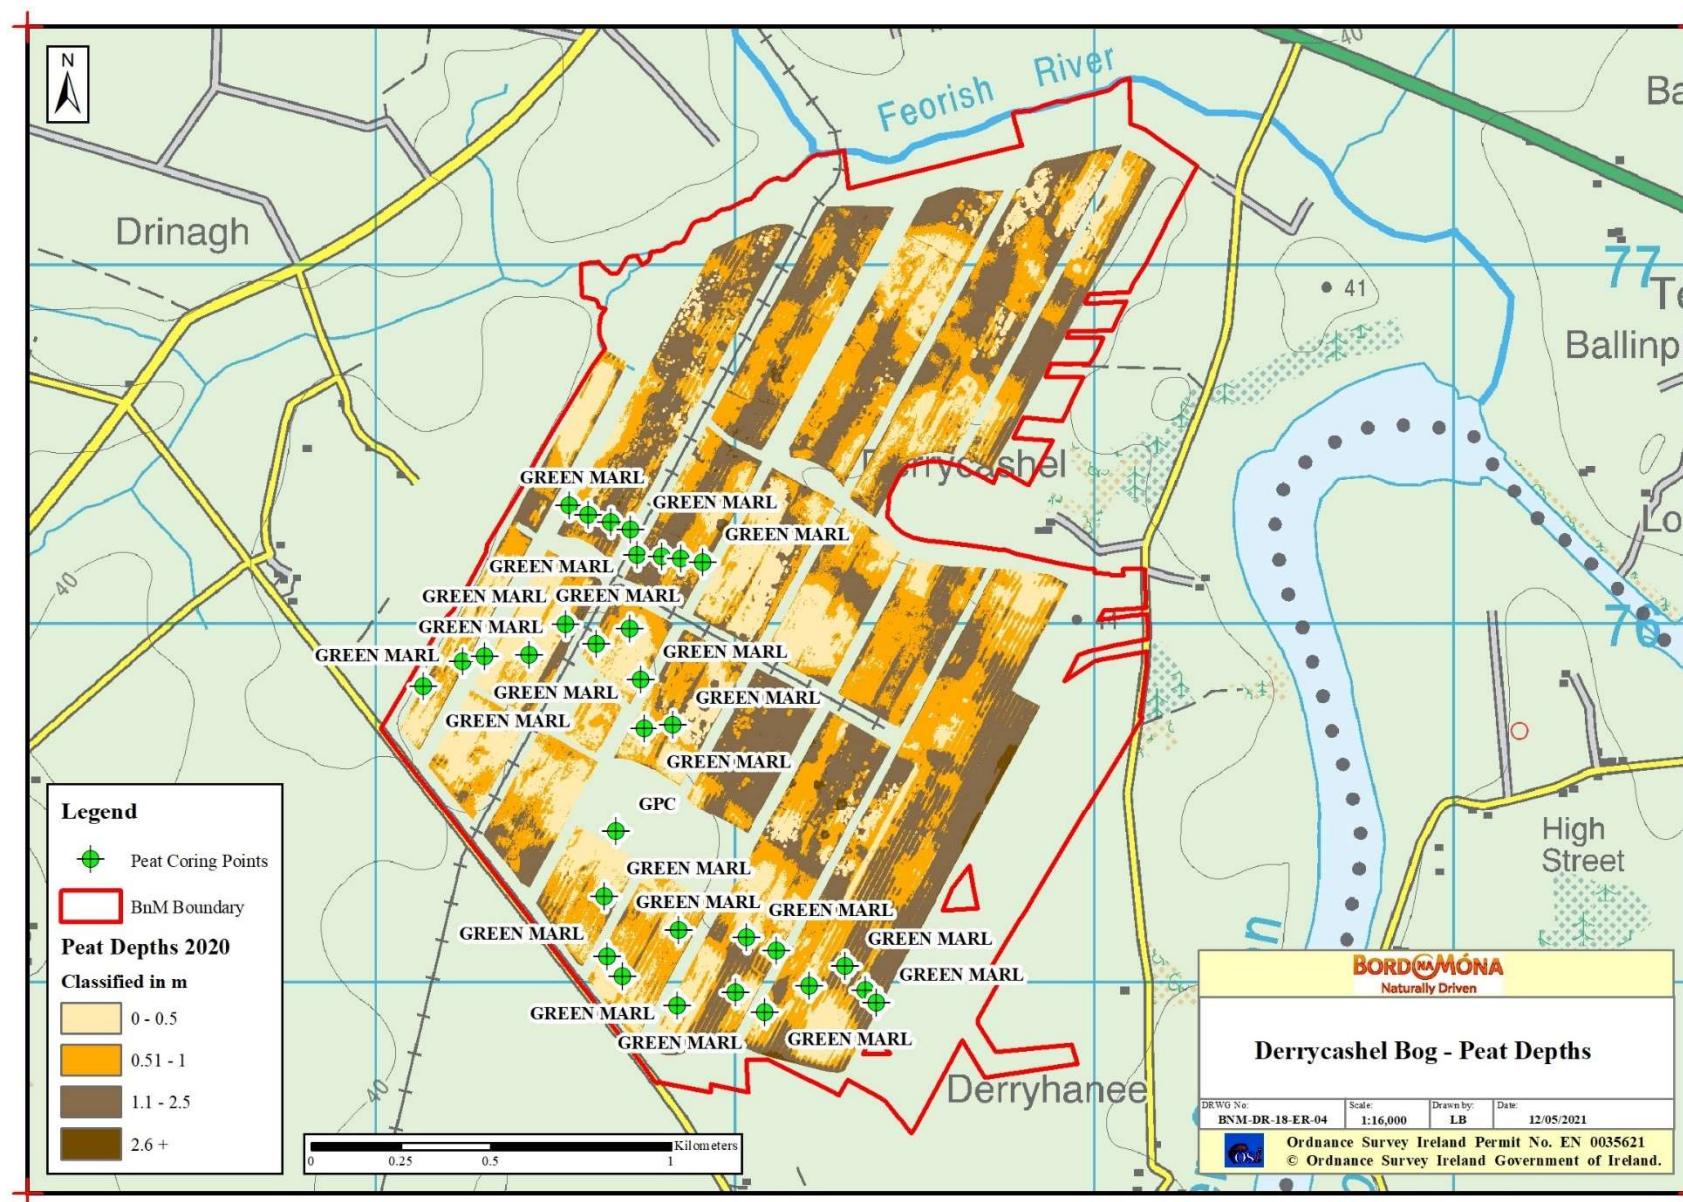 N
40
Ba
Feorish River
Drinagh
77
Te
41
Ballinp
Derrycashel
GREEN MARL
GREEN MARL
Lo
GREEN MARL
GREEN MARL
40
GREEN MARL
GREEN MARL
GREEN MARL
76
GREEN MARL
GREEN MARL
GREEN MARL
GREEN MARL
GREEN MARL
GREEN MARL
GPC
High
Street
GREEN MARL
GREEN MARL
GREEN MARL
GREEN MARL
GREEN MARL
GREEN MARL
GREEN MARL
GREEN MARL
GREEN MARL
40
Derryhanee
Legend
Peat Coring Points
BnM Boundary
Peat Depths 2020
Classified in m
0 - 0.5
0.51 - 1
1.1 - 2.5
2.6 +
Kilometers
0 0.25 0.5 1
BORD NA MÓNA
Naturally Driven
Derrycashel Bog - Peat Depths
DRWG No: Scale: Drawn by: Date:
BNM-DR-18-ER-04 1:16,000 LB 12/05/2021
OSi
Ordnance Survey Ireland Permit No. EN 0035621
© Ordnance Survey Ireland Government of Ireland.